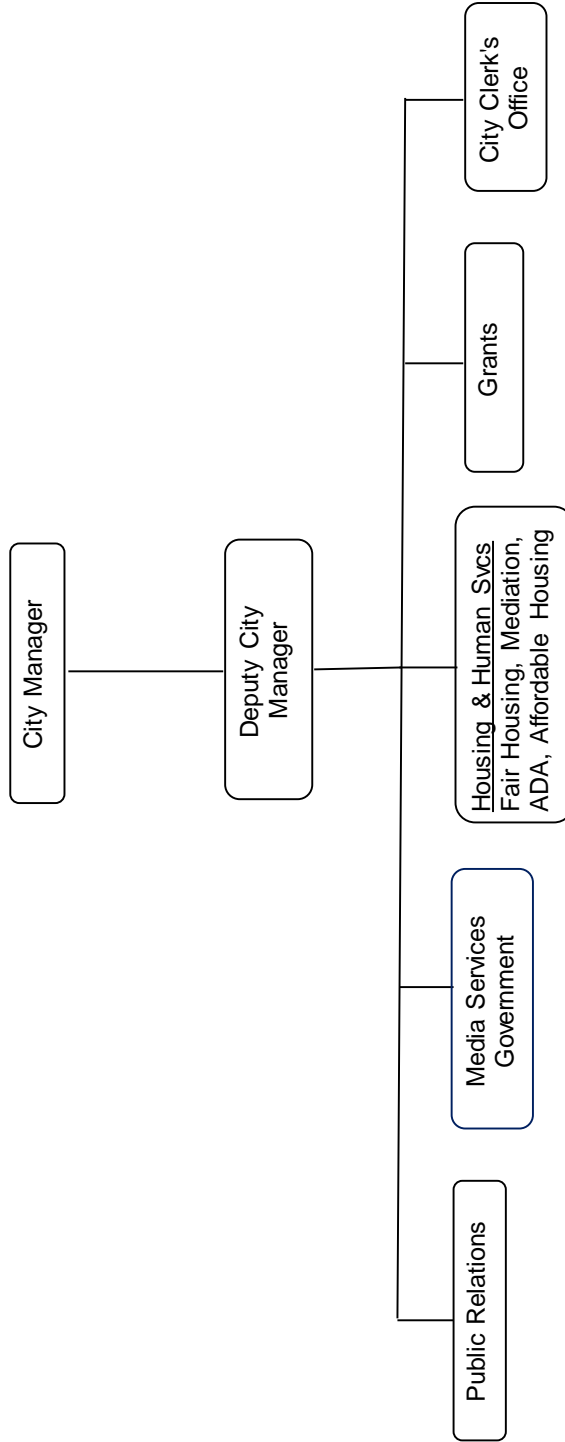 City Manager
Deputy City
Manager
Public Relations
Media Services
Government
Housing & Human Svcs
Fair Housing, Mediation,
ADA, Affordable Housing
Grants
City Clerk's
Office